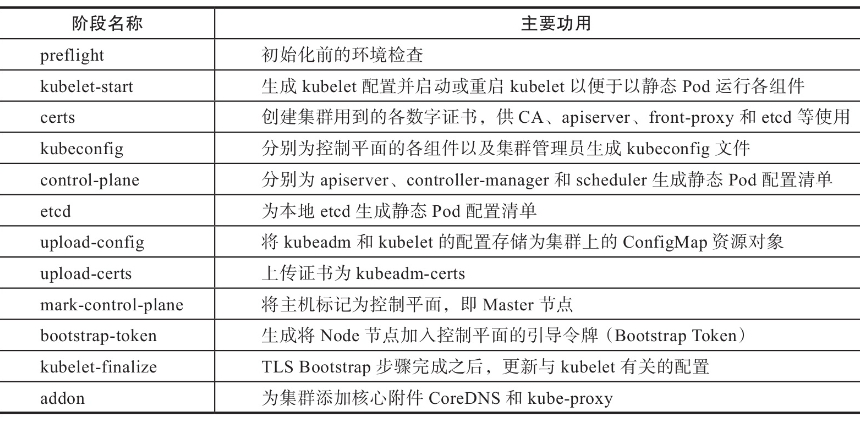 阶段名称 主要功用
preflight 初始化前的环境检查
kubelet-start 生成 kubelet 配置并启动或重启 kubelet 以便于以静态 Pod 运行各组件
certs 创建集群用到的各数字证书，供 CA、apiserver、front-proxy 和 etcd 等使用
kubeconfig 分别为控制平面的各组件以及集群管理员生成 kubeconfig 文件
control-plane 分别为 apiserver、controller-manager 和 scheduler 生成静态 Pod 配置清单
etcd 为本地 etcd 生成静态 Pod 配置清单
upload-config 将 kubeadm 和 kubelet 的配置存储为集群上的 ConfigMap 资源对象
upload-certs 上传证书为 kubeadm-certs
mark-control-plane 将主机标记为控制平面，即 Master 节点
bootstrap-token 生成将 Node 节点加入控制平面的引导令牌（Bootstrap Token）
kubelet-finalize TLS Bootstrap 步骤完成之后，更新与 kubelet 有关的配置
addon 为集群添加核心附件 CoreDNS 和 kube-proxy